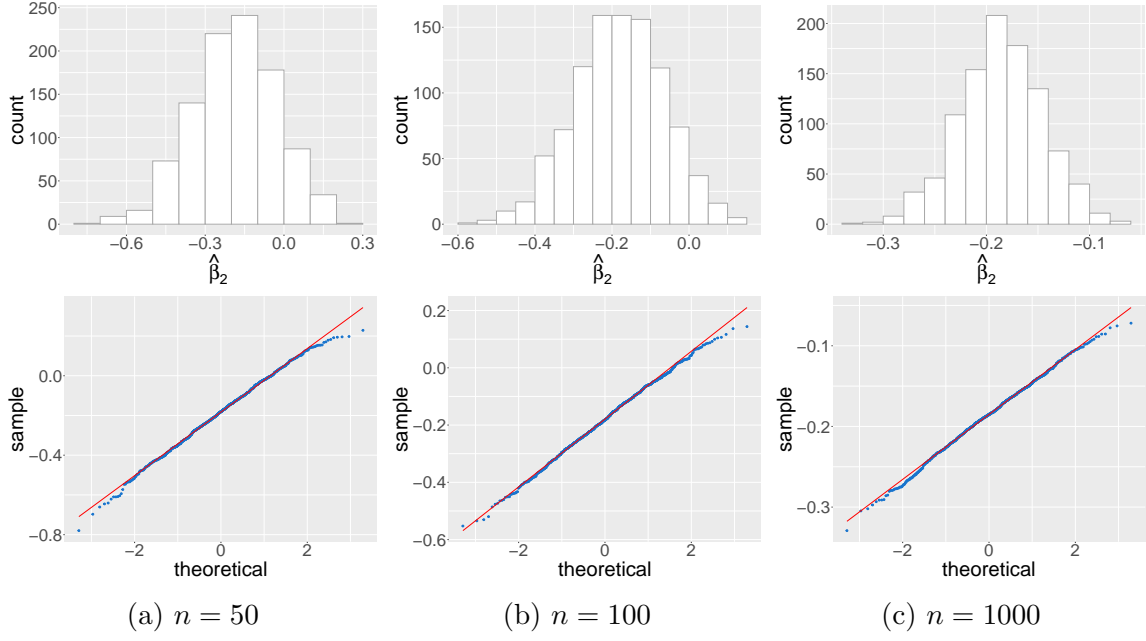 250
200
150
100
50
0
count
−0.6 −0.3 0.0 0.3
β̂₂
150
100
50
0
count
−0.6 −0.4 −0.2 0.0
β̂₂
200
150
100
50
0
count
−0.3 −0.2 −0.1
β̂₂
0.0
−0.4
−0.8
sample
−2 0 2
theoretical
0.2
0.0
−0.2
−0.4
−0.6
sample
−2 0 2
theoretical
−0.1
−0.2
−0.3
sample
−2 0 2
theoretical
(a) n = 50
(b) n = 100
(c) n = 1000